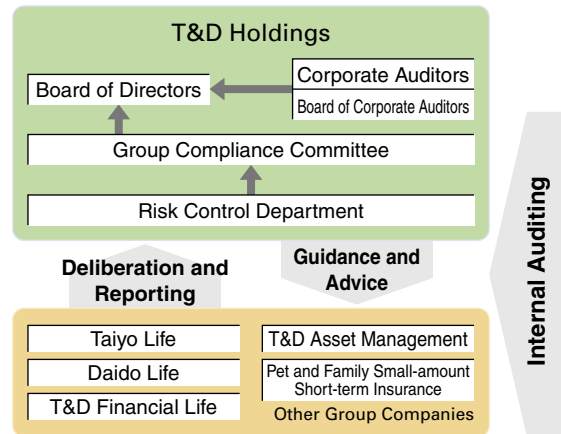 T&D Holdings
Board of Directors
Corporate Auditors
Board of Corporate Auditors
Group Compliance Committee
Risk Control Department
Deliberation and
Reporting
Guidance and
Advice
Internal Auditing
Taiyo Life
Daido Life
T&D Financial Life
T&D Asset Management
Pet and Family Small-amount
Short-term Insurance
Other Group Companies